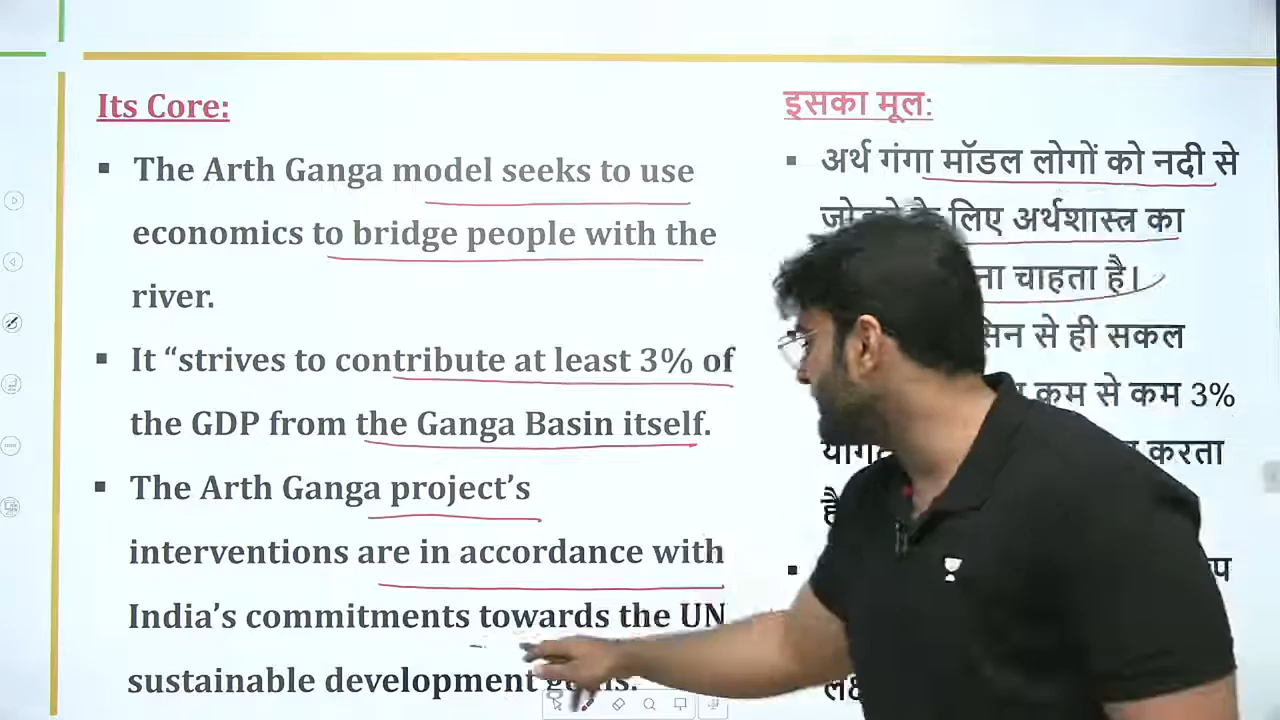 Its Core:
▪ The Arth Ganga model seeks to use
economics to bridge people with the
river.
▪ It “strives to contribute at least 3% of
the GDP from the Ganga Basin itself.
▪ The Arth Ganga project’s
interventions are in accordance with
India’s commitments towards the UN
sustainable development
इसका मूल:
▪ अर्थ गंगा मॉडल लोगों को नदी से
लिए अर्थशास्त्र का
चाहता है।
से ही सकल
कम से कम 3%
करता